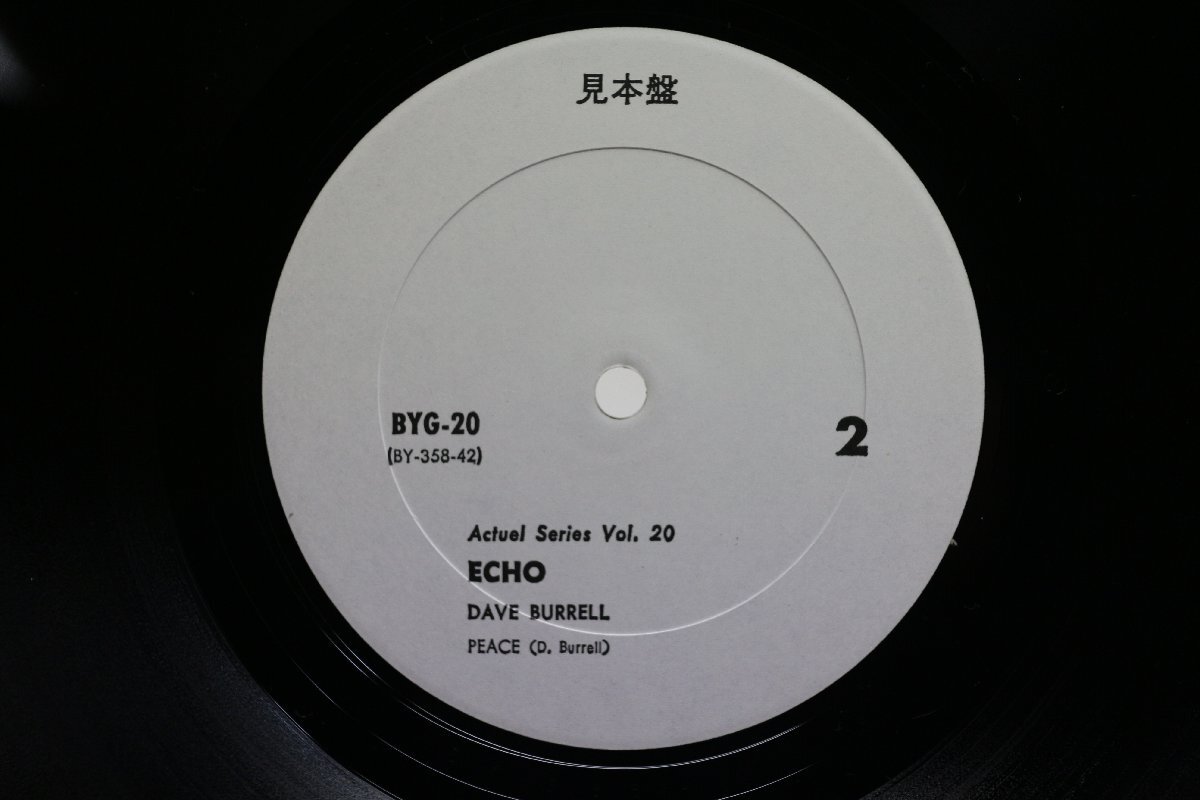 見本盤
BYG-20
(BY-358-42)
2
Actuel Series Vol. 20
ECHO
DAVE BURRELL
PEACE (D. Burrell)